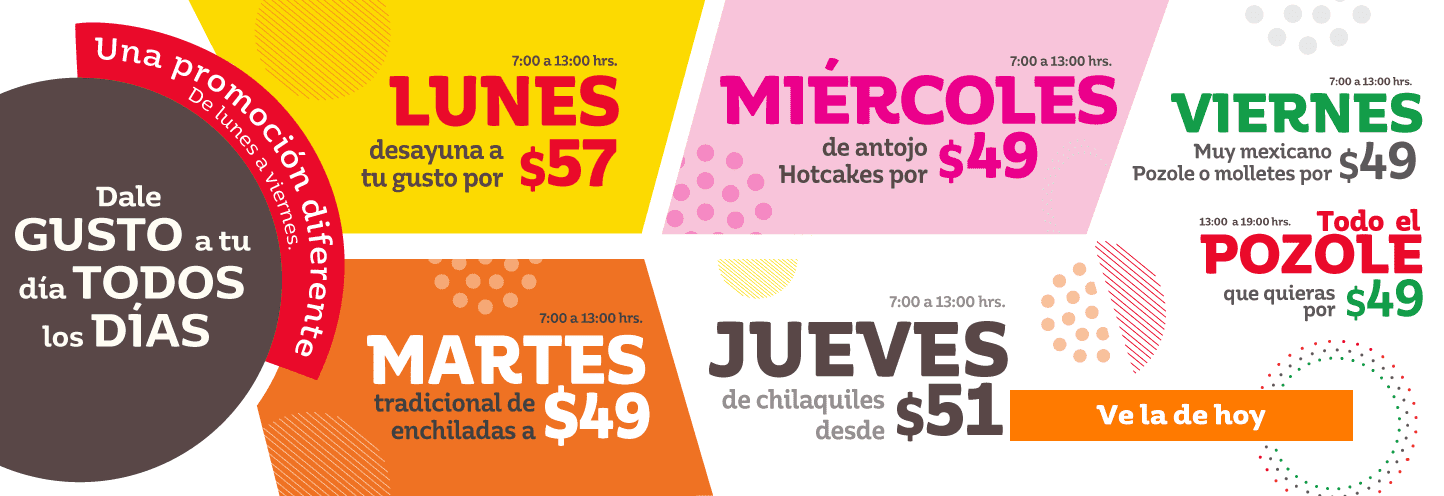 Una promoción diferente
De lunes a viernes.
Dale
GUSTO a tu
día TODOS
los DÍAS
7:00 a 13:00 hrs.
LUNES
desayuna a
tu gusto por $57
7:00 a 13:00 hrs.
MARTES
tradicional de
enchiladas a $49
7:00 a 13:00 hrs.
MIÉRCOLES
de antojo
Hotcakes por $49
7:00 a 13:00 hrs.
JUEVES
de chilaquiles
desde $51
7:00 a 13:00 hrs.
VIERNES
Muy mexicano
Pozole o molletes por $49
13:00 a 19:00 hrs. Todo el
POZOLE
que quieras
por $49
Ve la de hoy